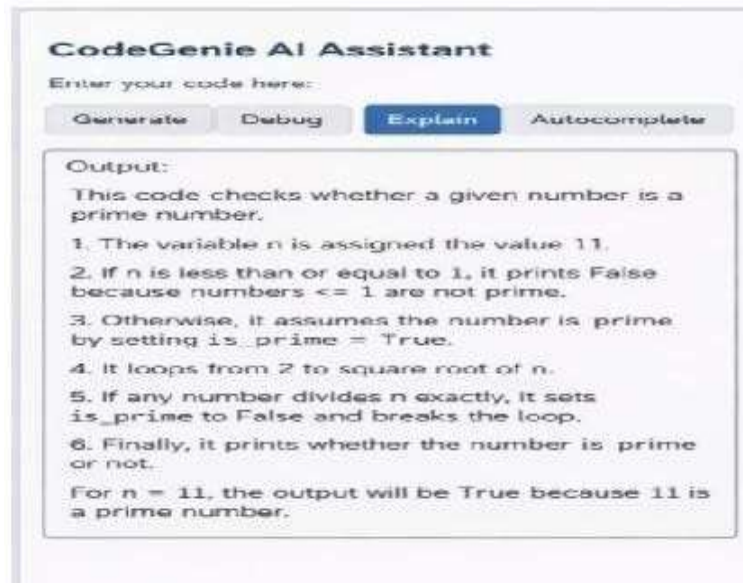 CodeGenie AI Assistant
Enter your code here:
Generate Debug Explain Autocomplete
Output:
This code checks whether a given number is a
prime number.
1. The variable n is assigned the value 11.
2. If n is less than or equal to 1, it prints False
because numbers <= 1 are not prime.
3. Otherwise, it assumes the number is prime
by setting is_prime = True.
4. It loops from 2 to square root of n.
5. If any number divides n exactly, it sets
is_prime to False and breaks the loop.
6. Finally, it prints whether the number is prime
or not.
For n = 11, the output will be True because 11 is
a prime number.